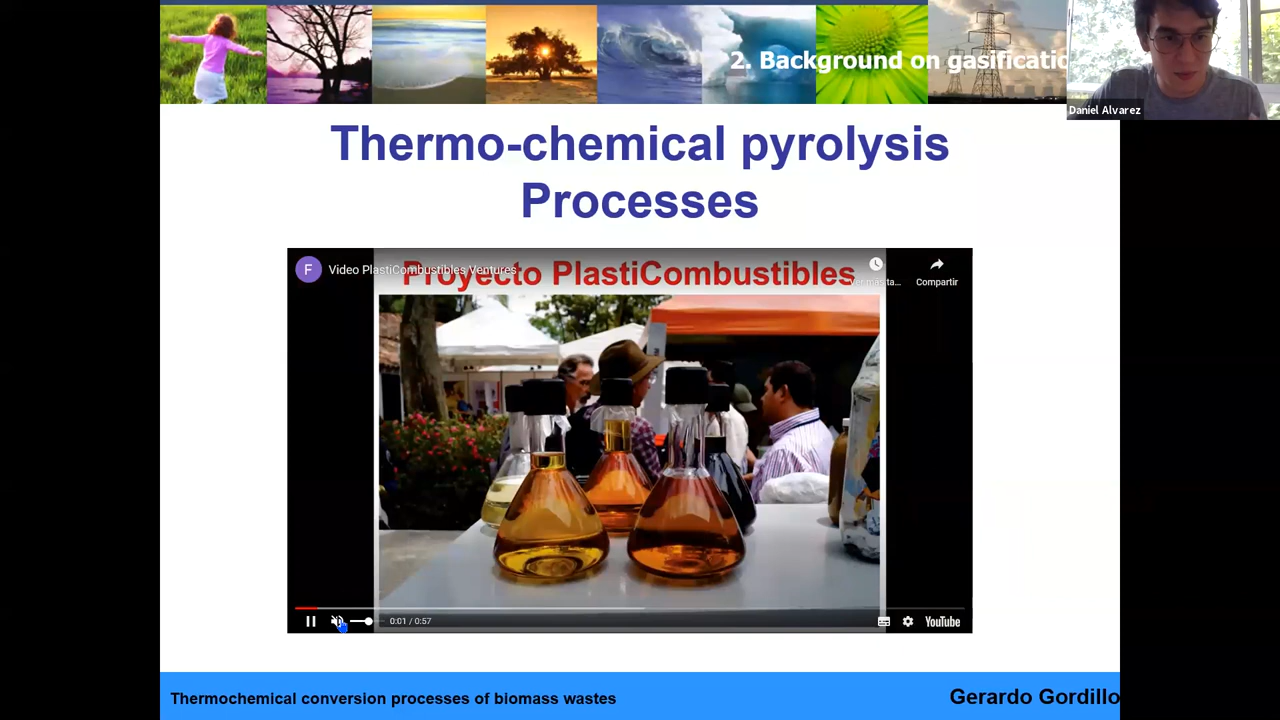 2. Background on gasificatio
Daniel Alvarez
Thermo-chemical pyrolysis
Processes
F
Video PlastiCombustibles Ventures
Proyecto PlastiCombustibles
Compartir
0:01 / 0:57
YouTube
Thermochemical conversion processes of biomass wastes
Gerardo Gordillo